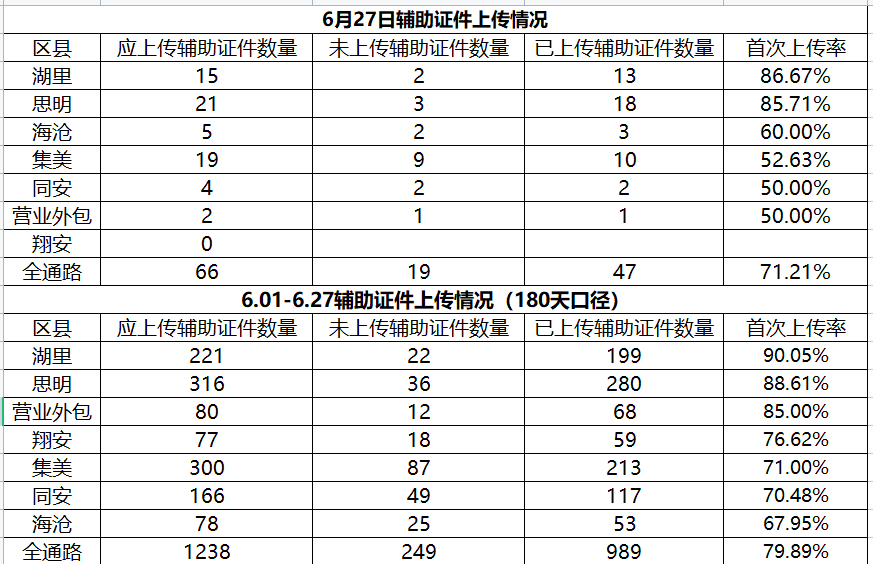 6月27日辅助证件上传情况
区县 应上传辅助证件数量 未上传辅助证件数量 已上传辅助证件数量 首次上传率
湖里 15 2 13 86.67%
思明 21 3 18 85.71%
海沧 5 2 3 60.00%
集美 19 9 10 52.63%
同安 4 2 2 50.00%
营业外包 2 1 1 50.00%
翔安 0
全通路 66 19 47 71.21%
6.01-6.27辅助证件上传情况（180天口径）
区县 应上传辅助证件数量 未上传辅助证件数量 已上传辅助证件数量 首次上传率
湖里 221 22 199 90.05%
思明 316 36 280 88.61%
营业外包 80 12 68 85.00%
翔安 77 18 59 76.62%
集美 300 87 213 71.00%
同安 166 49 117 70.48%
海沧 78 25 53 67.95%
全通路 1238 249 989 79.89%